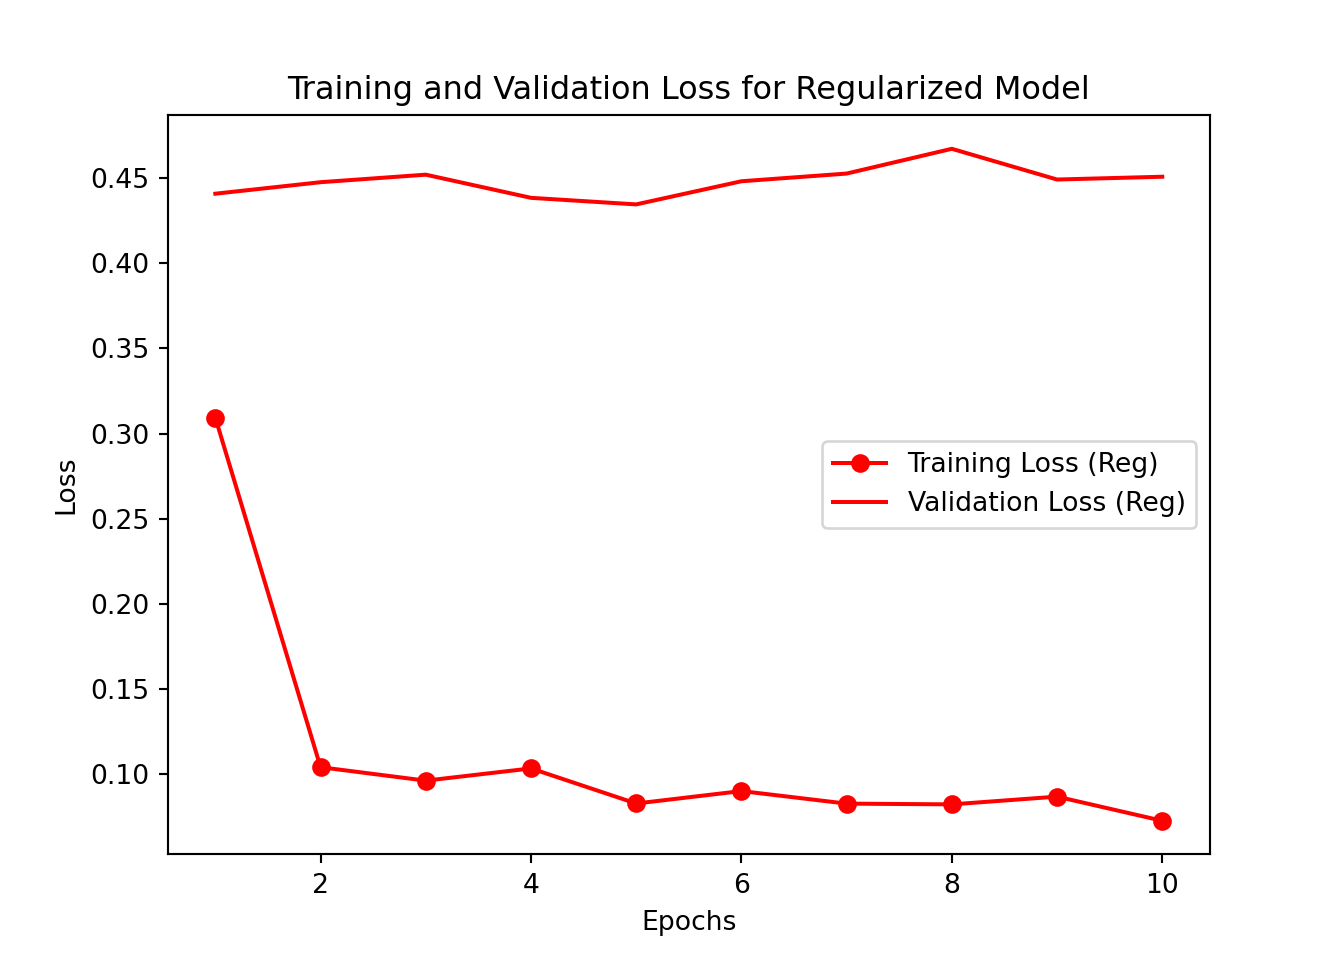 Training and Validation Loss for Regularized Model
Loss
0.45
0.40
0.35
0.30
0.25
0.20
0.15
0.10
Training Loss (Reg)
Validation Loss (Reg)
2 4 6 8 10
Epochs